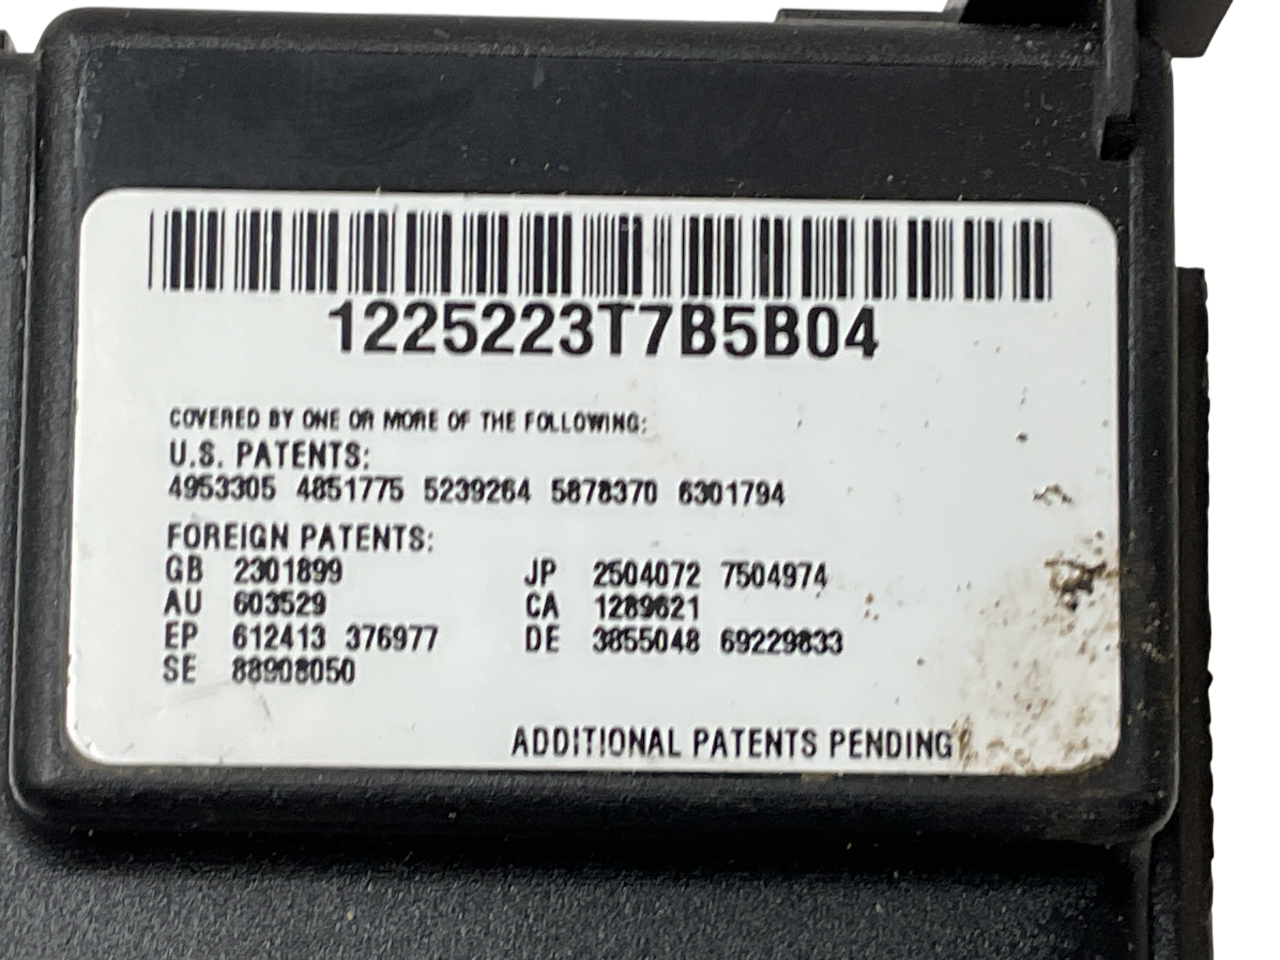 1225223T7B5B04
COVERED BY ONE OR MORE OF THE FOLLOWING:
U.S. PATENTS:
4953305 4851775 5239264 5878370 6301794
FOREIGN PATENTS:
GB 2301899 JP 2504072 7504974
AU 603529 CA 1289621
EP 612413 376977 DE 3855048 69229833
SE 88908050
ADDITIONAL PATENTS PENDING